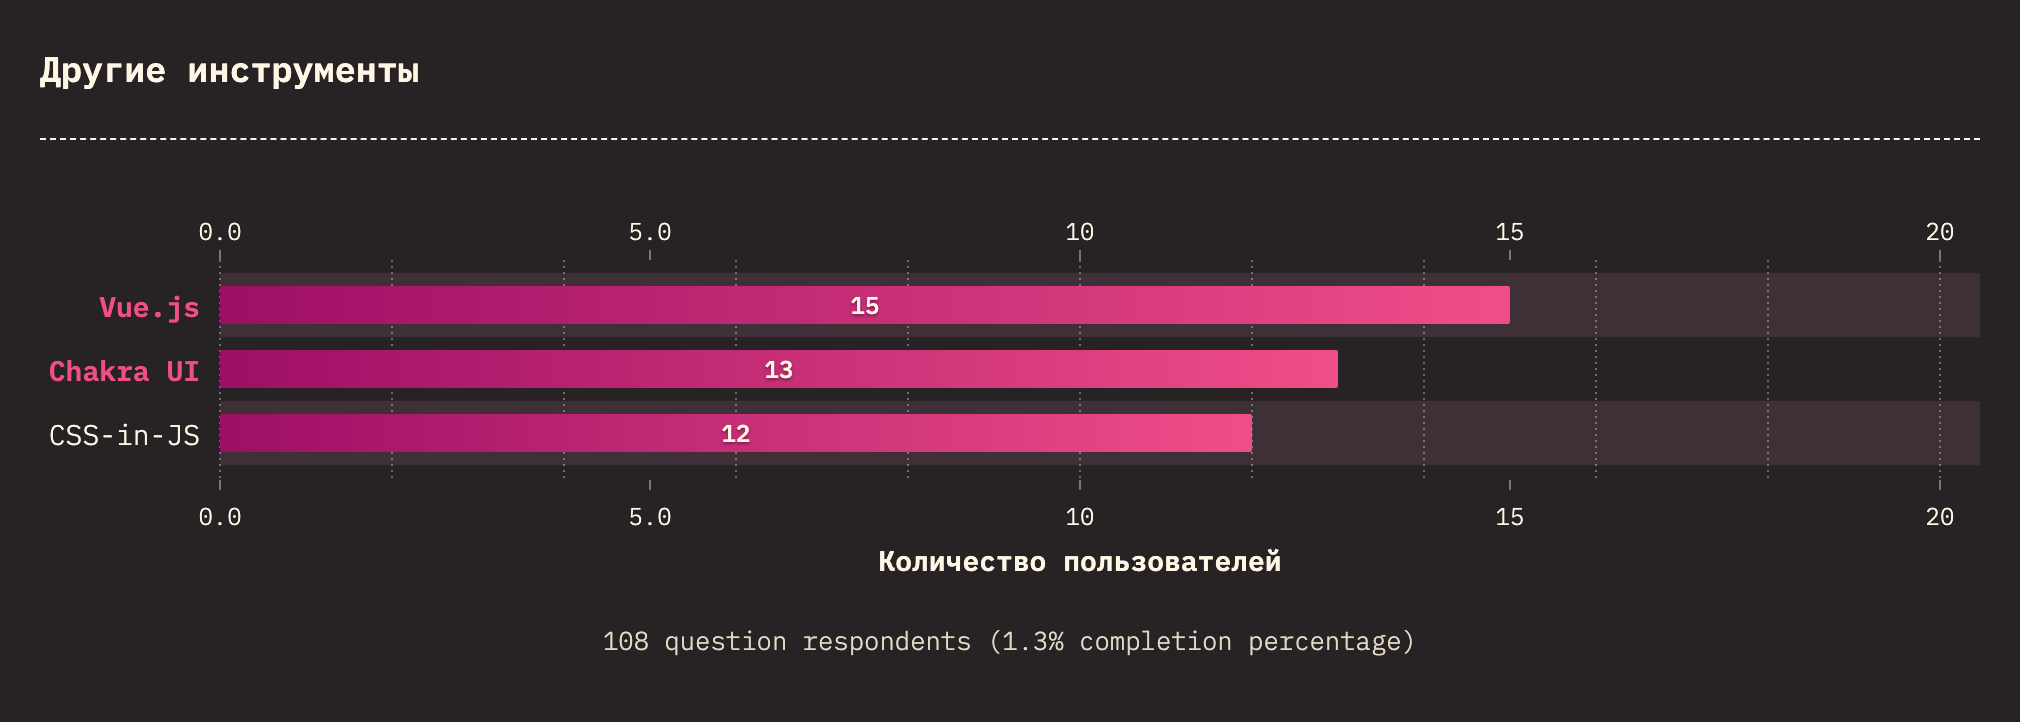 Другие инструменты
0.0 5.0 10 15 20
Vue.js 15
Chakra UI 13
CSS-in-JS 12
0.0 5.0 10 15 20
Количество пользователей
108 question respondents (1.3% completion percentage)